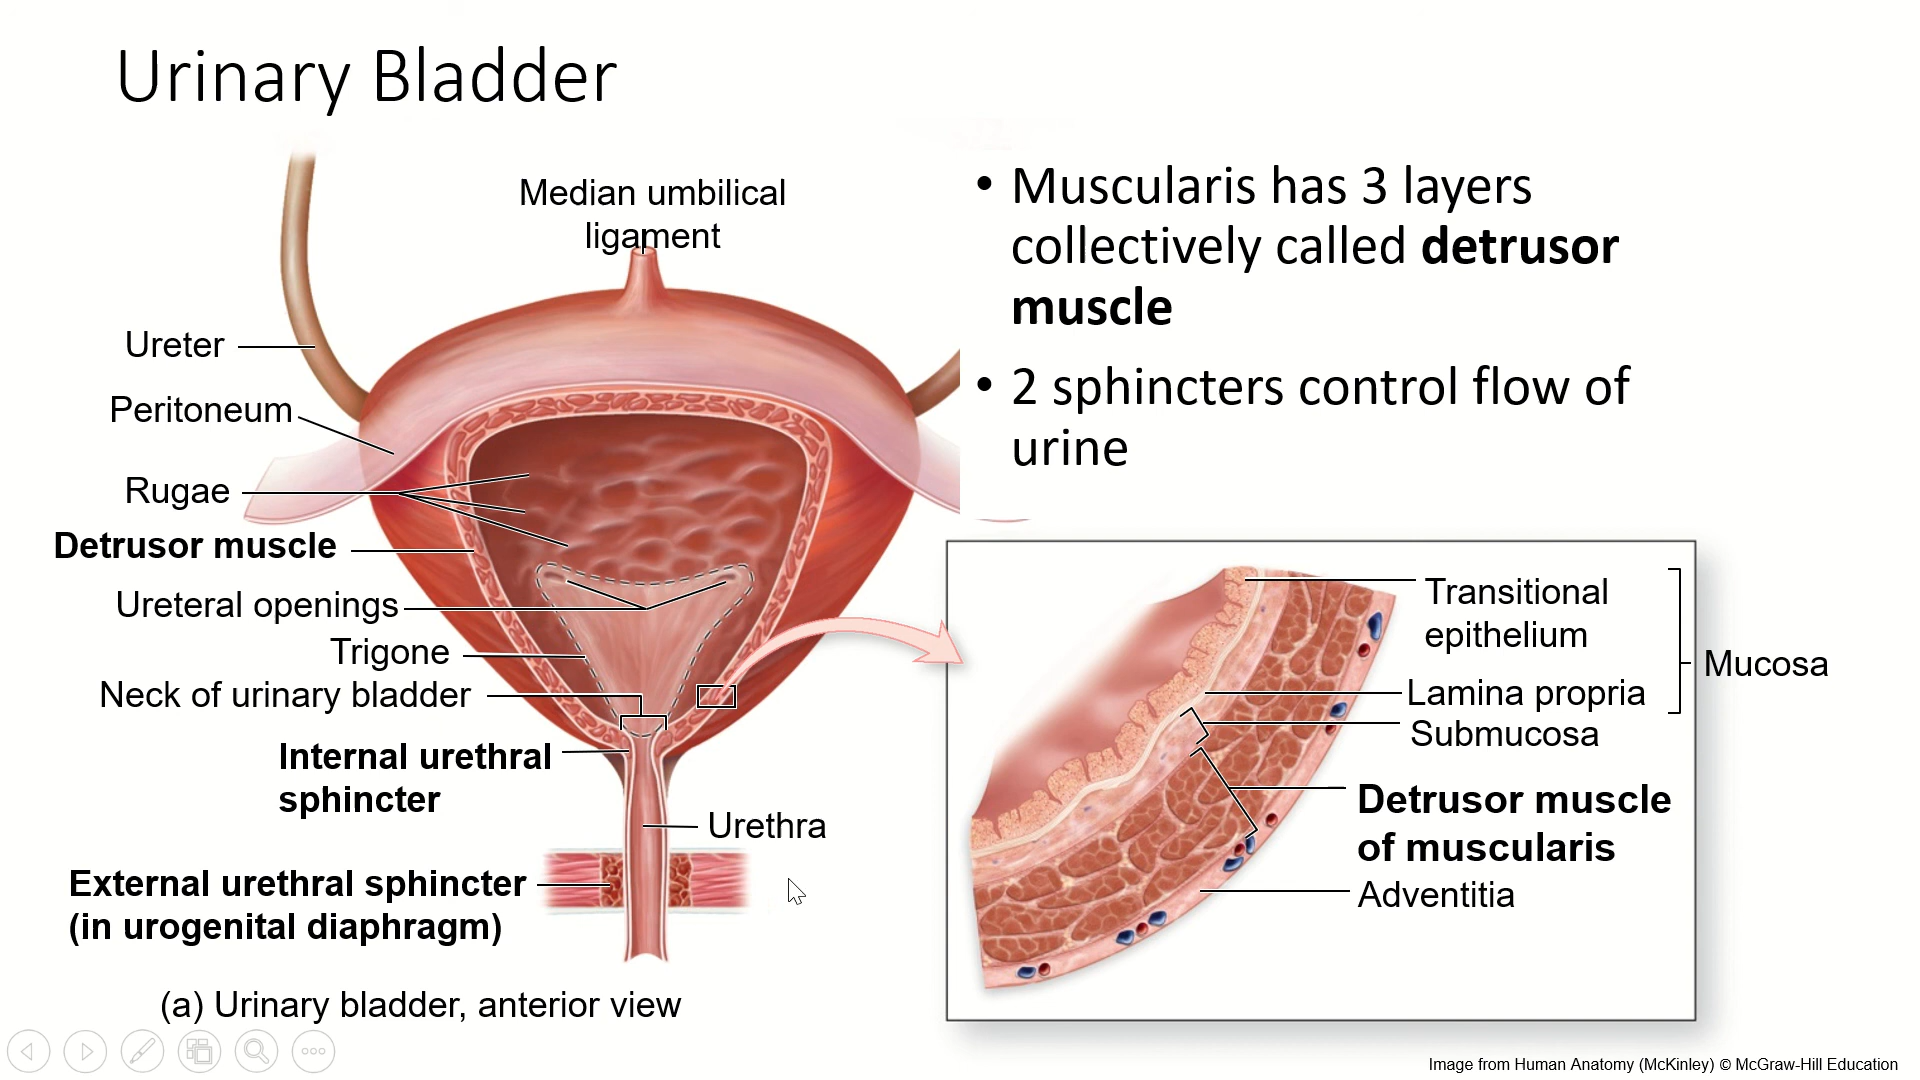 Urinary Bladder
• Muscularis has 3 layers
collectively called detrusor
muscle
• 2 sphincters control flow of
urine
Median umbilical
ligament
Ureter
Peritoneum
Rugae
Detrusor muscle
Ureteral openings
Trigone
Neck of urinary bladder
Internal urethral
sphincter
Urethra
External urethral sphincter
(in urogenital diaphragm)
(a) Urinary bladder, anterior view
Transitional
epithelium
Mucosa
Lamina propria
Submucosa
Detrusor muscle
of muscularis
Adventitia
Image from Human Anatomy (McKinley) © McGraw-Hill Education